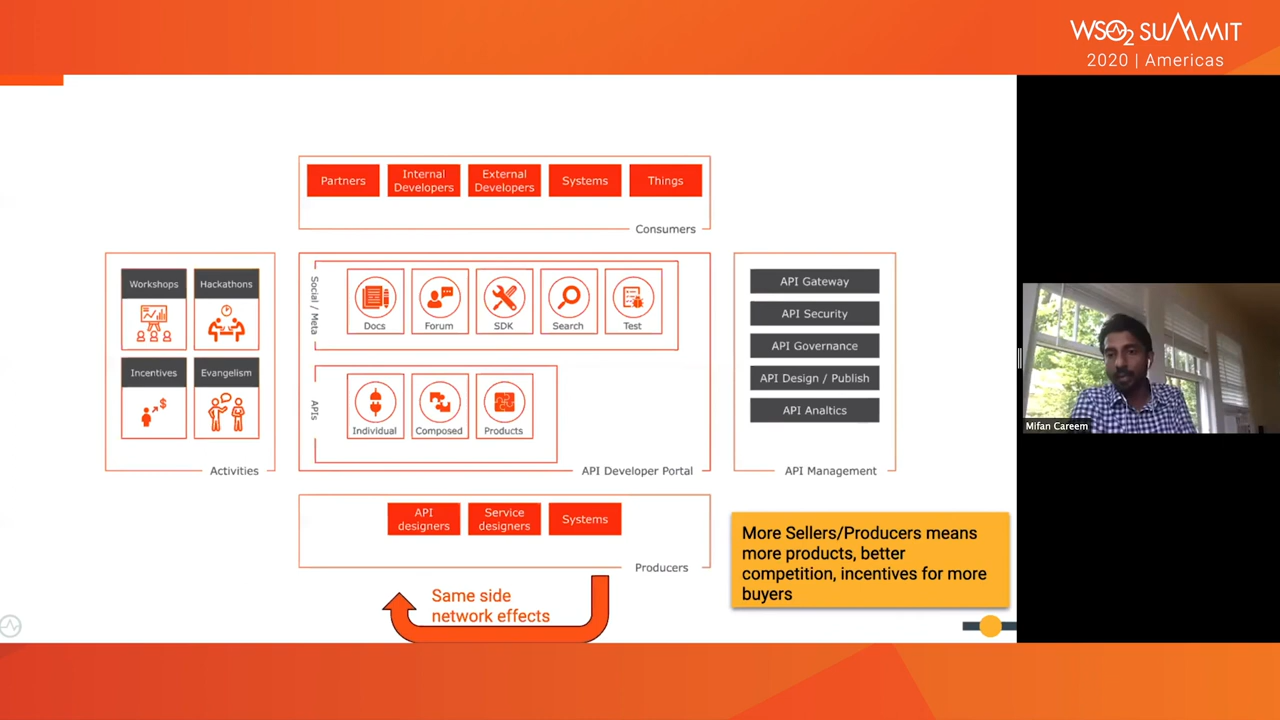 WSO2 SUMMIT
2020 | Americas
Partners
Internal
Developers
External
Developers
Systems
Things
Consumers
Workshops
Hackathons
Incentives
Evangelism
Activities
Social / Meta
Docs
Forum
SDK
Search
Test
APIs
Individual
Composed
Products
API Developer Portal
API Gateway
API Security
API Governance
API Design / Publish
API Analtics
API Management
API
designers
Service
designers
Systems
Producers
Same side
network effects
More Sellers/Producers means
more products, better
competition, incentives for more
buyers
Mifan Careem